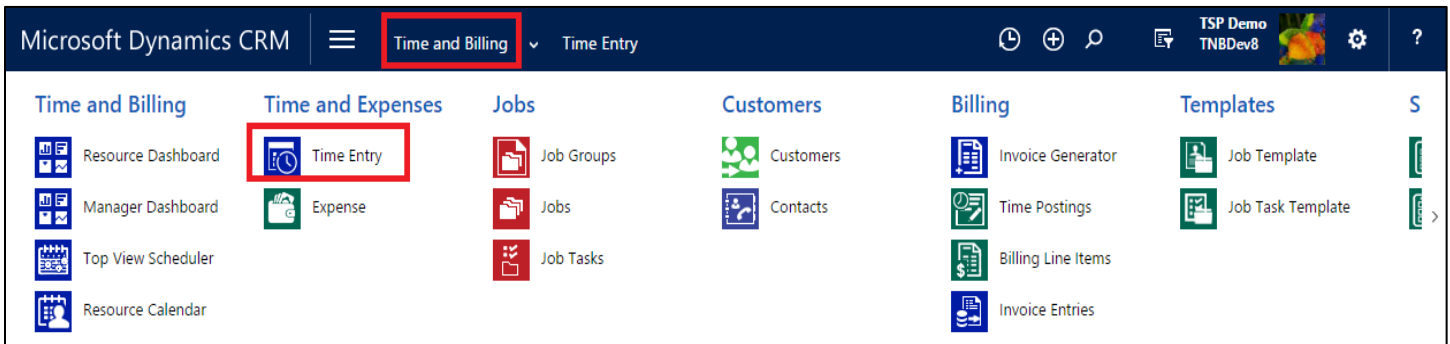 Microsoft Dynamics CRM Time and Billing Time Entry TSP Demo TNBDev8 ?
Time and Billing Time and Expenses Jobs Customers Billing Templates S
Resource Dashboard Time Entry Job Groups Customers Invoice Generator Job Template
Manager Dashboard Expense Jobs Contacts Time Postings Job Task Template
Top View Scheduler Job Tasks Billing Line Items
Resource Calendar Invoice Entries